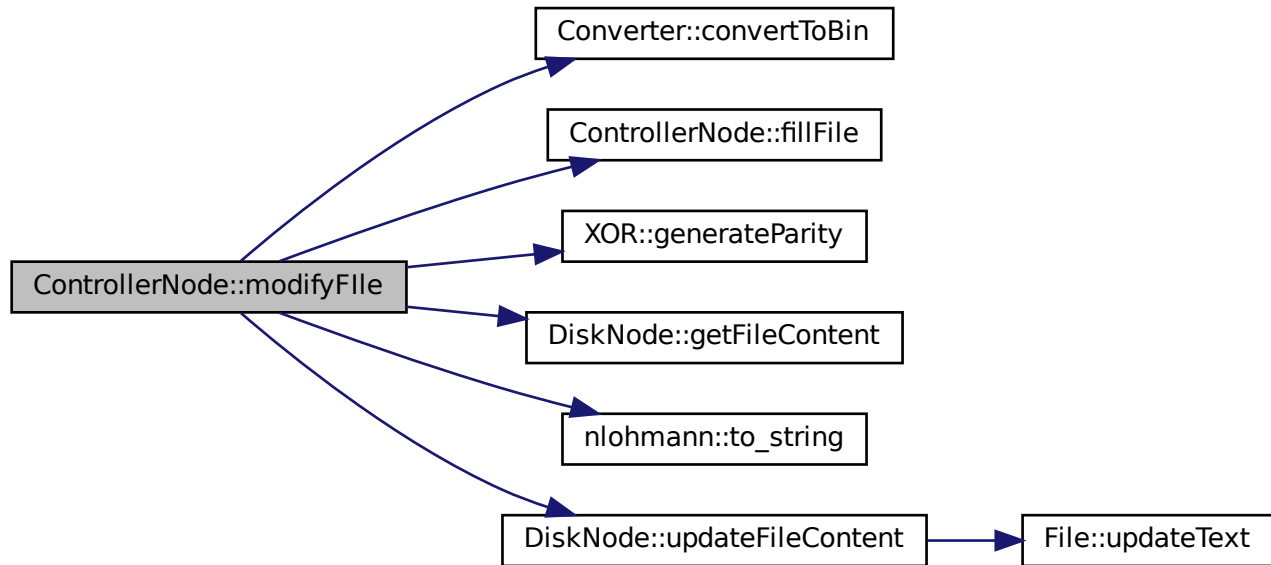 Converter::convertToBin
ControllerNode::fillFile
XOR::generateParity
ControllerNode::modifyFIle
DiskNode::getFileContent
nlohmann::to_string
DiskNode::updateFileContent
File::updateText